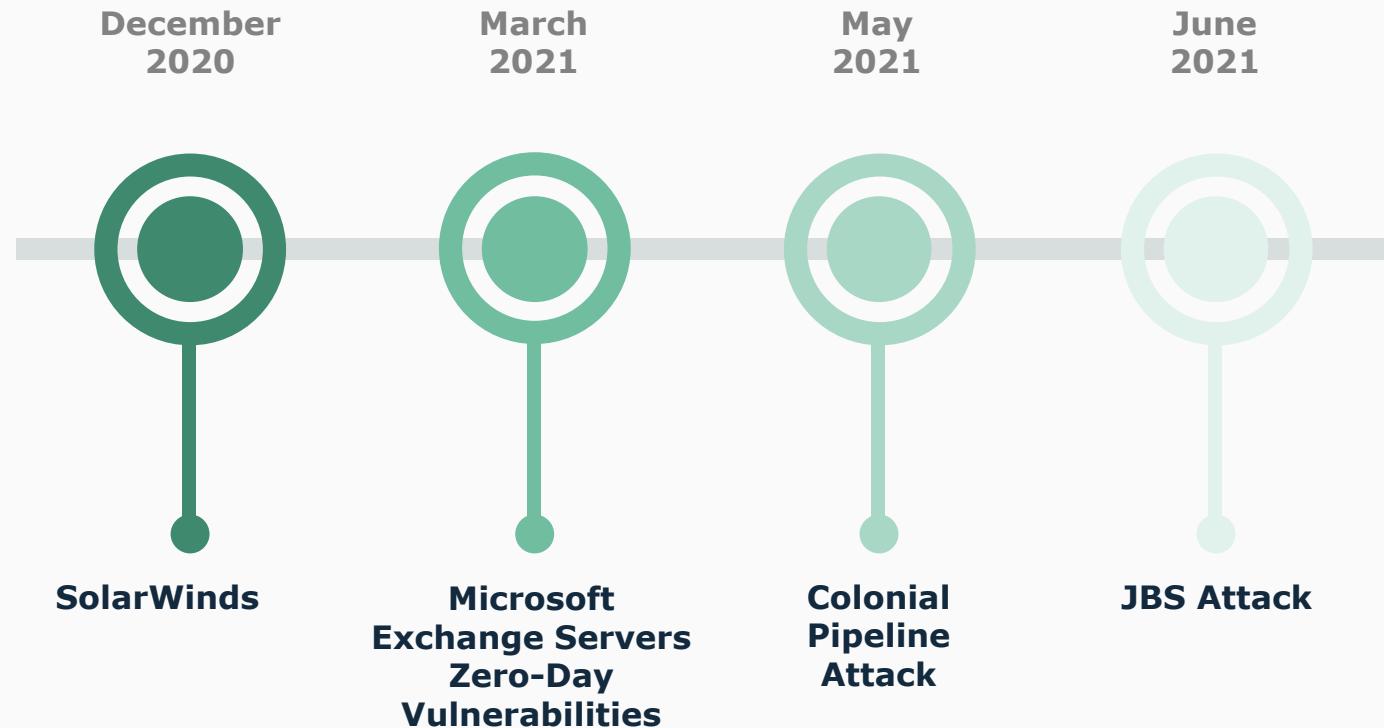 December
2020
March
2021
May
2021
June
2021
SolarWinds
Microsoft
Exchange Servers
Zero-Day
Vulnerabilities
Colonial
Pipeline
Attack
JBS Attack